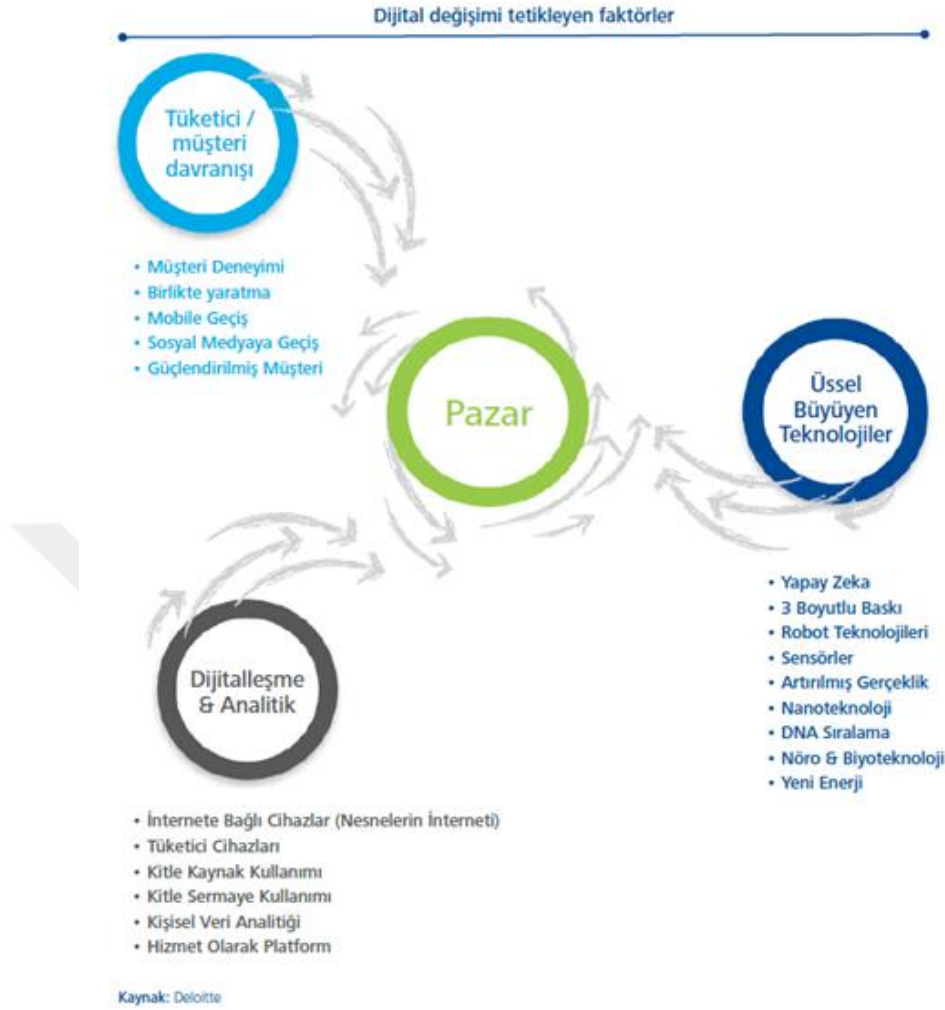 Dijital değişimi tetikleyen faktörler
Tüketici /
müşteri
davranışı
• Müşteri Deneyimi
• Birlikte yaratma
• Mobile Geçiş
• Sosyal Medyaya Geçiş
• Güçlendirilmiş Müşteri
Pazar
Üssel
Büyüyen
Teknolojiler
• Yapay Zeka
• 3 Boyutlu Baskı
• Robot Teknolojileri
• Sensörler
• Artırılmış Gerçeklik
• Nanoteknoloji
• DNA Sıralama
• Nöro & Biyoteknoloji
• Yeni Enerji
Dijitalleşme
& Analitik
• İnternete Bağlı Cihazlar (Nesnelerin İnterneti)
• Tüketici Cihazları
• Kitle Kaynak Kullanımı
• Kitle Sermaye Kullanımı
• Kişisel Veri Analitiği
• Hizmet Olarak Platform
Kaynak: Deloitte